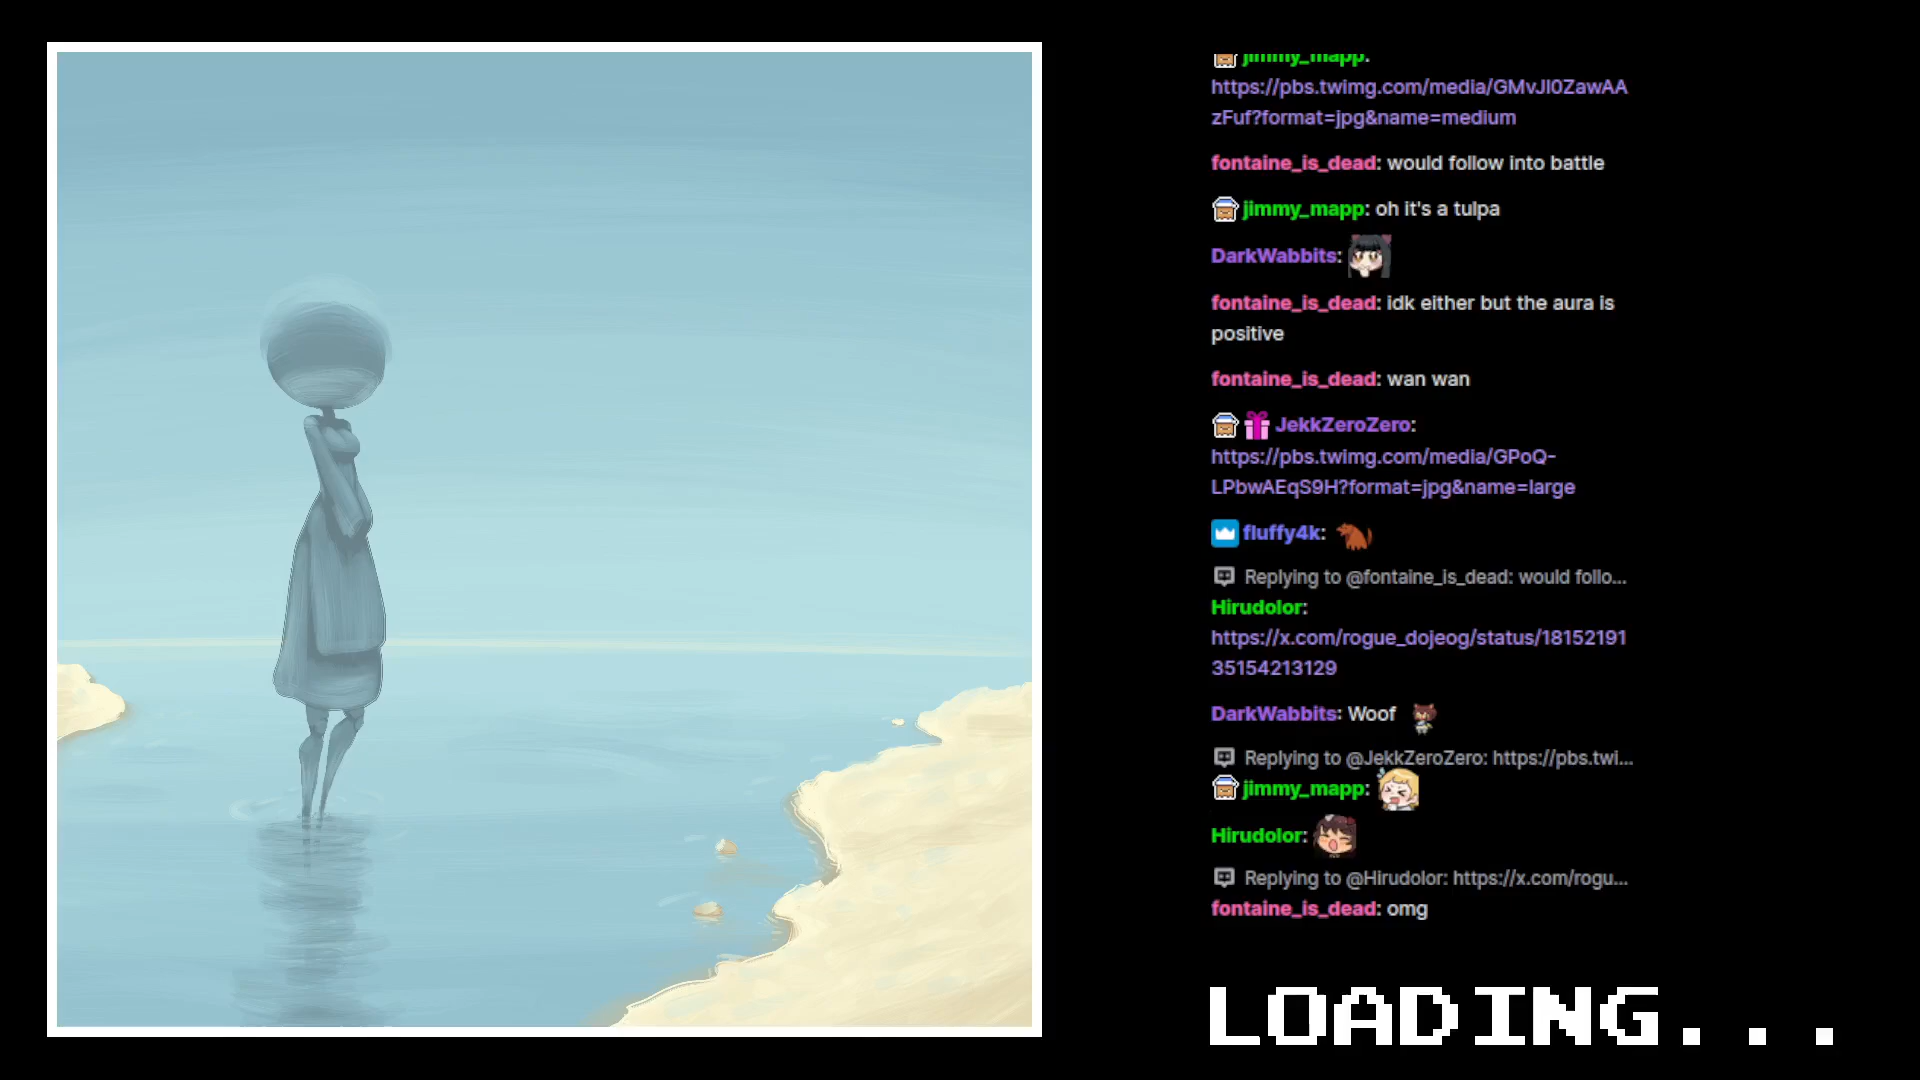 jimmy_mapp:
https://pbs.twimg.com/media/GMvJl0ZawAA
zFuf?format=jpg&name=medium
fontaine_is_dead: would follow into battle
jimmy_mapp: oh it's a tulpa
DarkWabbits:
fontaine_is_dead: idk either but the aura is
positive
fontaine_is_dead: wan wan
JekkZeroZero:
https://pbs.twimg.com/media/GPoQ-
LPbwAEqS9H?format=jpg&name=large
fluffy4k:
Replying to @fontaine_is_dead: would follo...
Hirudolor:
https://x.com/rogue_dojeog/status/18152191
35154213129
DarkWabbits: Woof
Replying to @JekkZeroZero: https://pbs.twi...
jimmy_mapp:
Hirudolor:
Replying to @Hirudolor: https://x.com/rogu...
fontaine_is_dead: omg
LOADING...